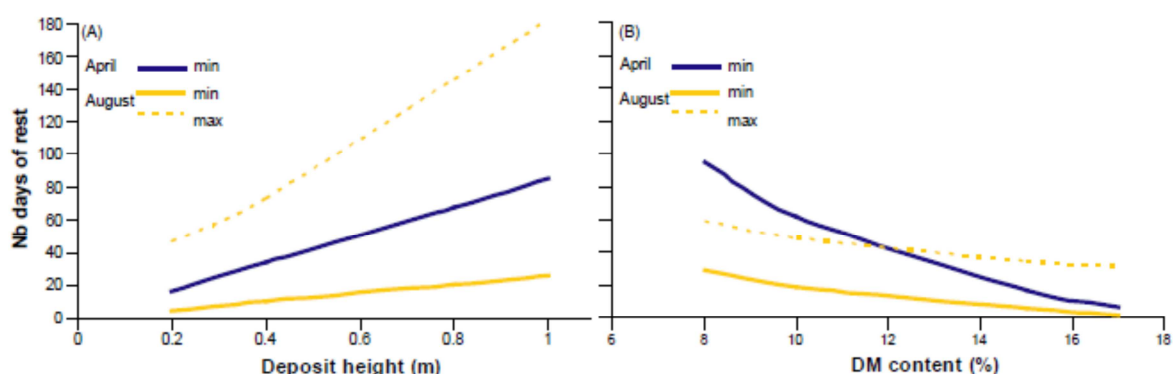 (A)
April min
August min
max
Nb days of rest
180
160
140
120
100
80
60
40
20
0
0 0.2 0.4 0.6 0.8 1
Deposit height (m)
(B)
April min
August min
max
6 8 10 12 14 16 18
DM content (%)